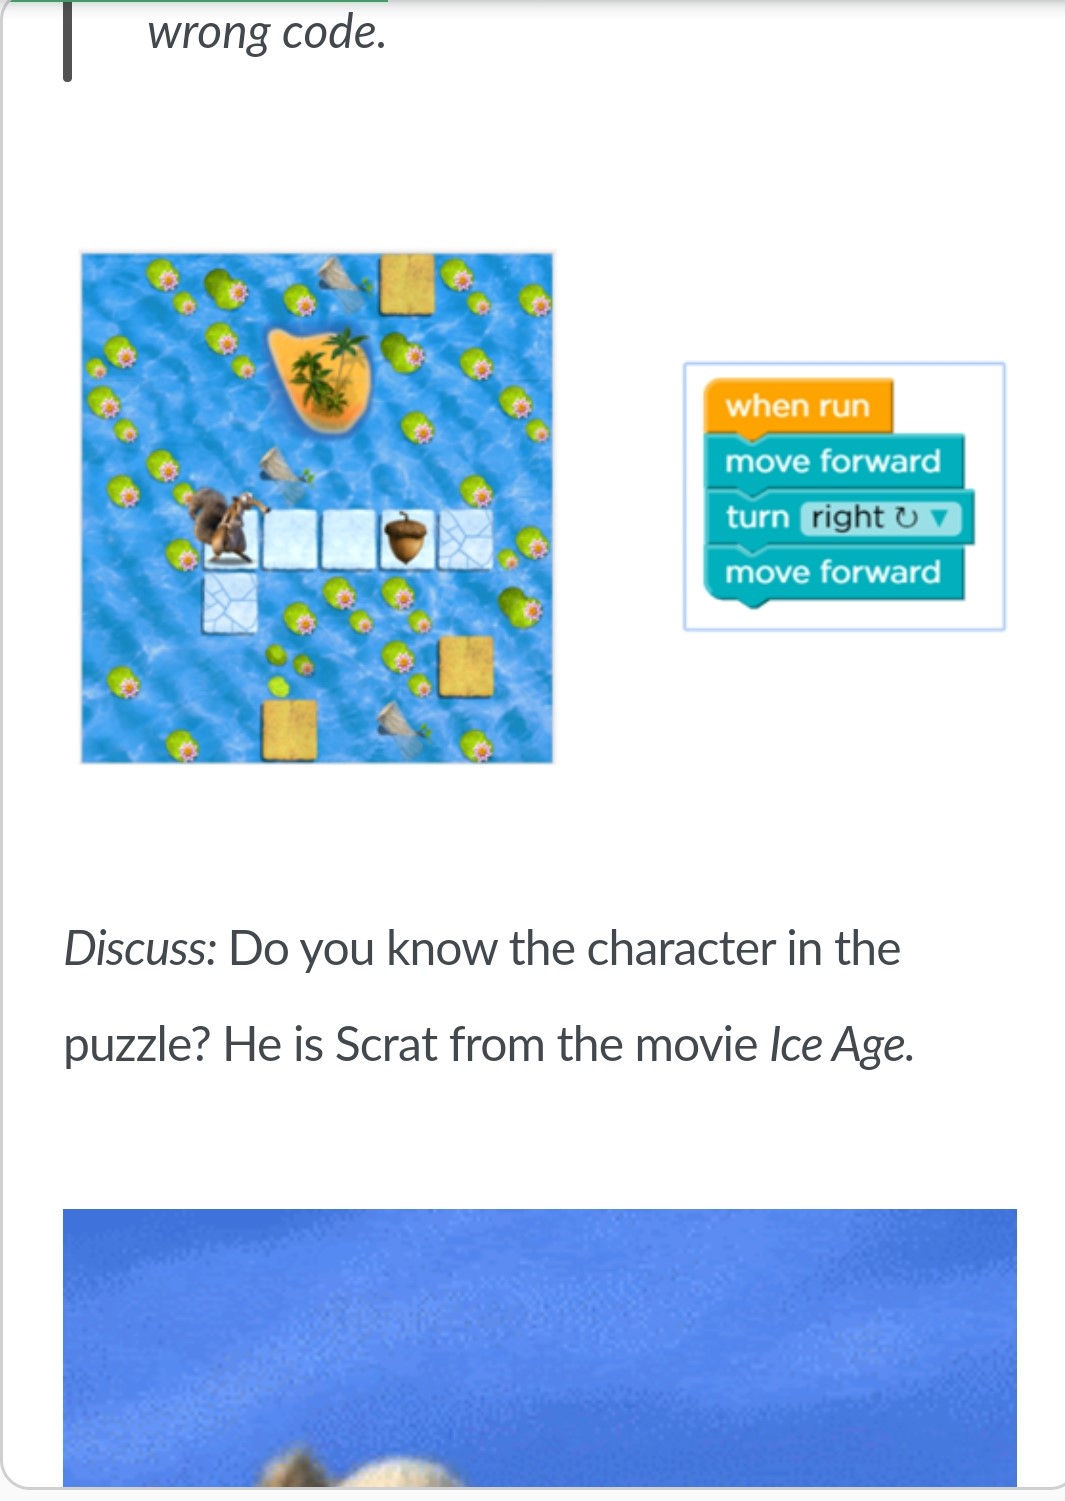 wrong code.
when run
move forward
turn right ↻ ▼
move forward
Discuss: Do you know the character in the
puzzle? He is Scrat from the movie Ice Age.